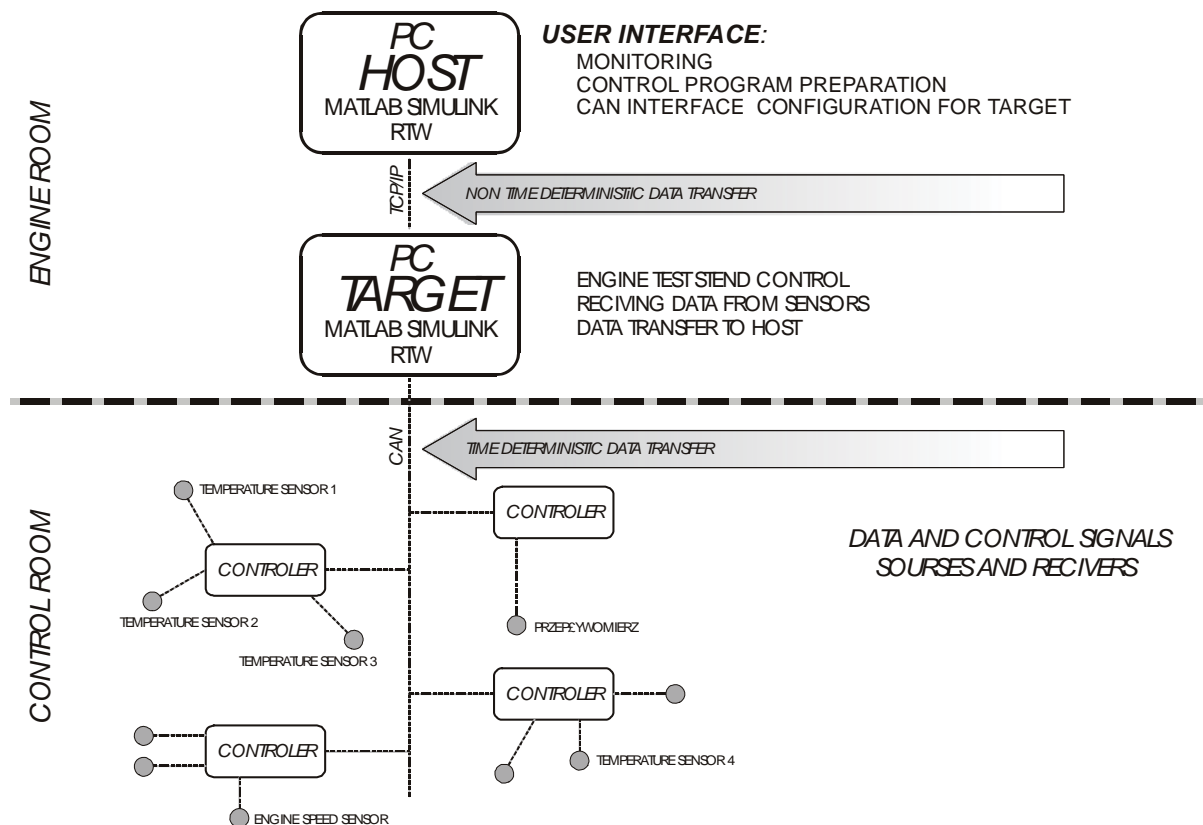 ENGINE ROOM
PC
HOST
MATLAB SIMULINK
RTW
USER INTERFACE:
MONITORING
CONTROL PROGRAM PREPARATION
CAN INTERFACE CONFIGURATION FOR TARGET
TCP/IP
NON TIME DETERMINISTIIC DATA TRANSFER
PC
TARGET
MATLAB SIMULINK
RTW
ENGINE TEST STEND CONTROL
RECIVING DATA FROM SENSORS
DATA TRANSFER TO HOST
CONTROL ROOM
CAN
TIME DETERMINISTIC DATA TRANSFER
TEMPERATURE SENSOR 1
CONTROLER
TEMPERATURE SENSOR 2
TEMPERATURE SENSOR 3
CONTROLER
PRZEP£YWOMIERZ
DATA AND CONTROL SIGNALS
SOURSES AND RECIVERS
CONTROLER
TEMPERATURE SENSOR 4
CONTROLER
ENGINE SPEED SENSOR